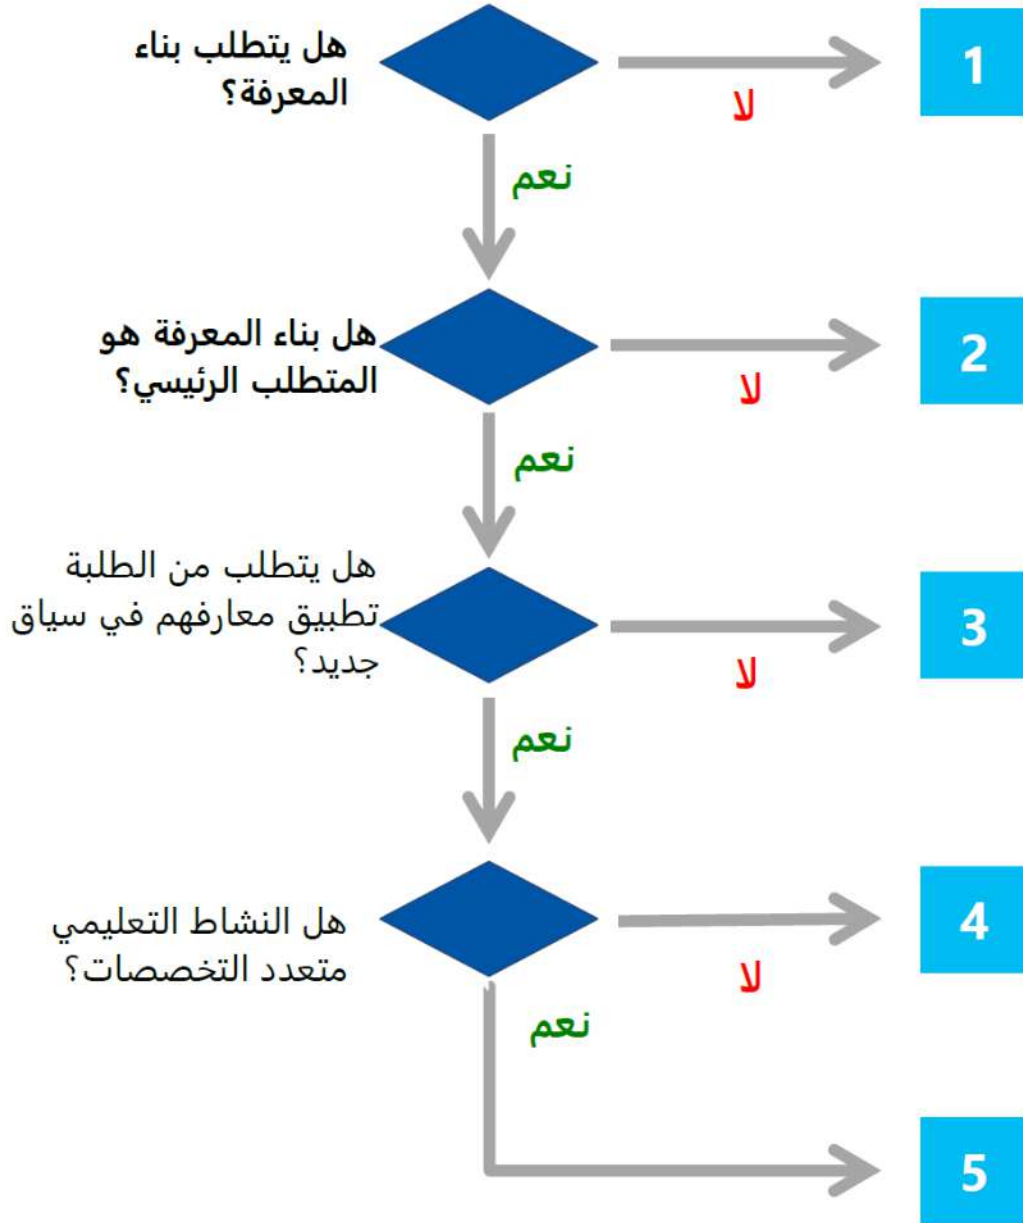 هل يتطلب بناء
المعرفة؟
لا
1
نعم
هل بناء المعرفة هو
المتطلب الرئيسي؟
لا
2
نعم
هل يتطلب من الطلبة
تطبيق معارفهم في سياق
جديد؟
لا
3
نعم
هل النشاط التعليمي
متعدد التخصصات؟
لا
4
نعم
5